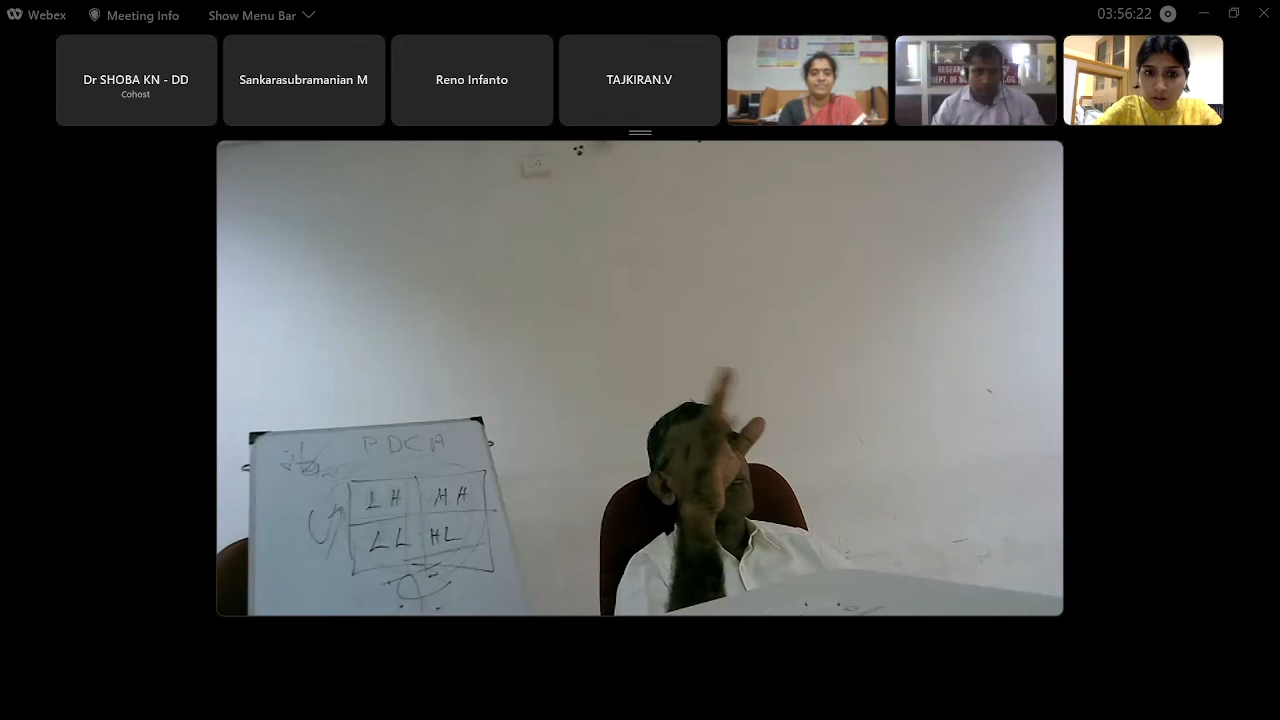 Webex Meeting Info Show Menu Bar 03:56:22
Dr SHOBA KN - DD
Cohost
Sankarasubramanian M
Reno Infanto
TAJKIRAN.V
PDCA
LH HH
LL HL